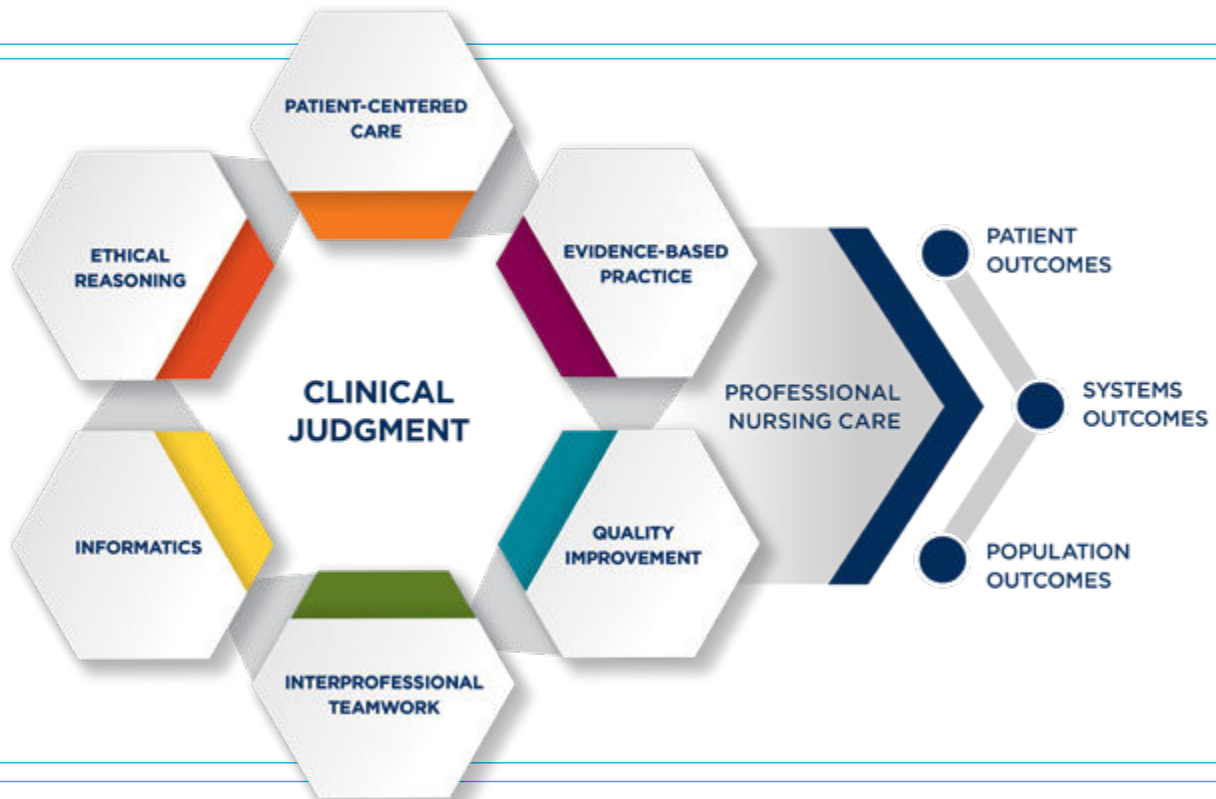 PATIENT-CENTERED
CARE
ETHICAL
REASONING
EVIDENCE-BASED
PRACTICE
CLINICAL
JUDGMENT
INFORMATICS
QUALITY
IMPROVEMENT
INTERPROFESSIONAL
TEAMWORK
PROFESSIONAL
NURSING CARE
PATIENT
OUTCOMES
SYSTEMS
OUTCOMES
POPULATION
OUTCOMES